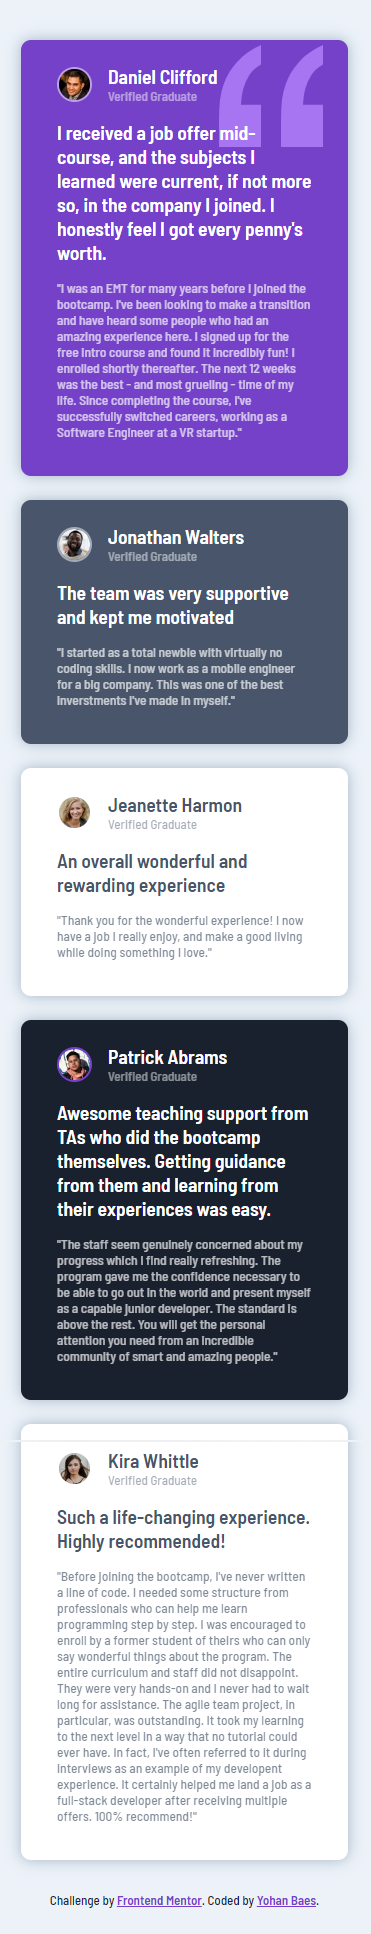 Daniel Clifford
Verified Graduate
I received a job offer mid-
course, and the subjects I
learned were current, if not more
so, in the company I joined. I
honestly feel I got every penny's
worth.
"I was an EMT for many years before I joined the
bootcamp. I've been looking to make a transition
and have heard some people who had an
amazing experience here. I signed up for the
free intro course and found it incredibly fun! I
enrolled shortly thereafter. The next 12 weeks
was the best - and most grueling - time of my
life. Since completing the course, I've
successfully switched careers, working as a
Software Engineer at a VR startup."
Jonathan Walters
Verified Graduate
The team was very supportive
and kept me motivated
"I started as a total newbie with virtually no
coding skills. I now work as a mobile engineer
for a big company. This was one of the best
inverstments I've made in myself."
Jeanette Harmon
Verified Graduate
An overall wonderful and
rewarding experience
"Thank you for the wonderful experience! I now
have a job I really enjoy, and make a good living
while doing something I love."
Patrick Abrams
Verified Graduate
Awesome teaching support from
TAs who did the bootcamp
themselves. Getting guidance
from them and learning from
their experiences was easy.
"The staff seem genuinely concerned about my
progress which I find really refreshing. The
program gave me the confidence necessary to
be able to go out in the world and present myself
as a capable junior developer. The standard is
above the rest. You will get the personal
attention you need from an incredible
community of smart and amazing people."
Kira Whittle
Verified Graduate
Such a life-changing experience.
Highly recommended!
"Before joining the bootcamp, I've never written
a line of code. I needed some structure from
professionals who can help me learn
programming step by step. I was encouraged to
enroll by a former student of theirs who can only
say wonderful things about the program. The
entire curriculum and staff did not disappoint.
They were very hands-on and I never had to wait
long for assistance. The agile team project, in
particular, was outstanding. It took my learning
to the next level in a way that no tutorial could
ever have. In fact, I've often referred to it during
interviews as an example of my developent
experience. It certainly helped me land a job as a
full-stack developer after receiving multiple
offers. 100% recommend!"
Challenge by Frontend Mentor. Coded by Yohan Baes.